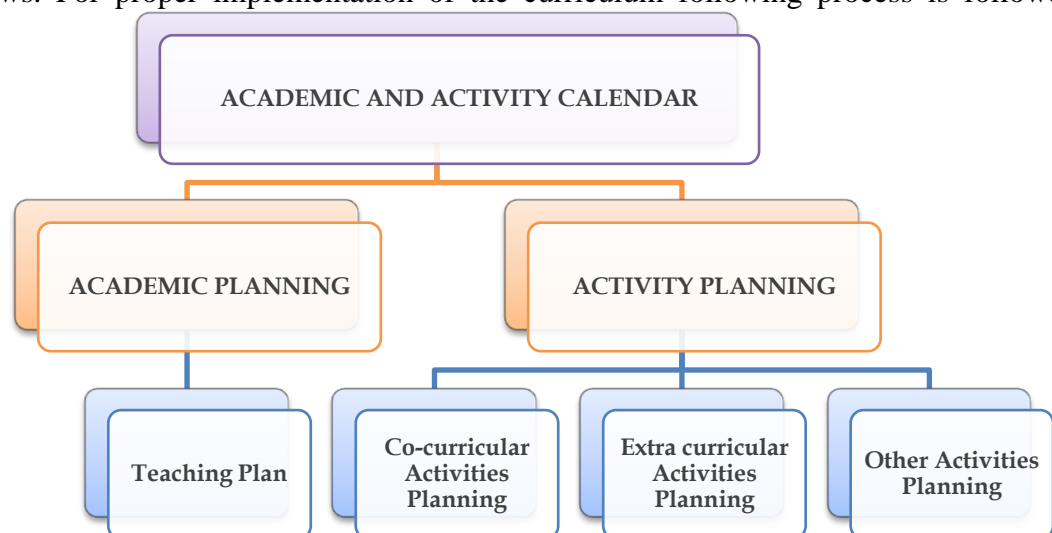 ws. For proper implementation of the curriculum following process is follow
ACADEMIC AND ACTIVITY CALENDAR
ACADEMIC PLANNING
ACTIVITY PLANNING
Teaching Plan
Co-curricular
Activities
Planning
Extra curricular
Activities
Planning
Other Activities
Planning